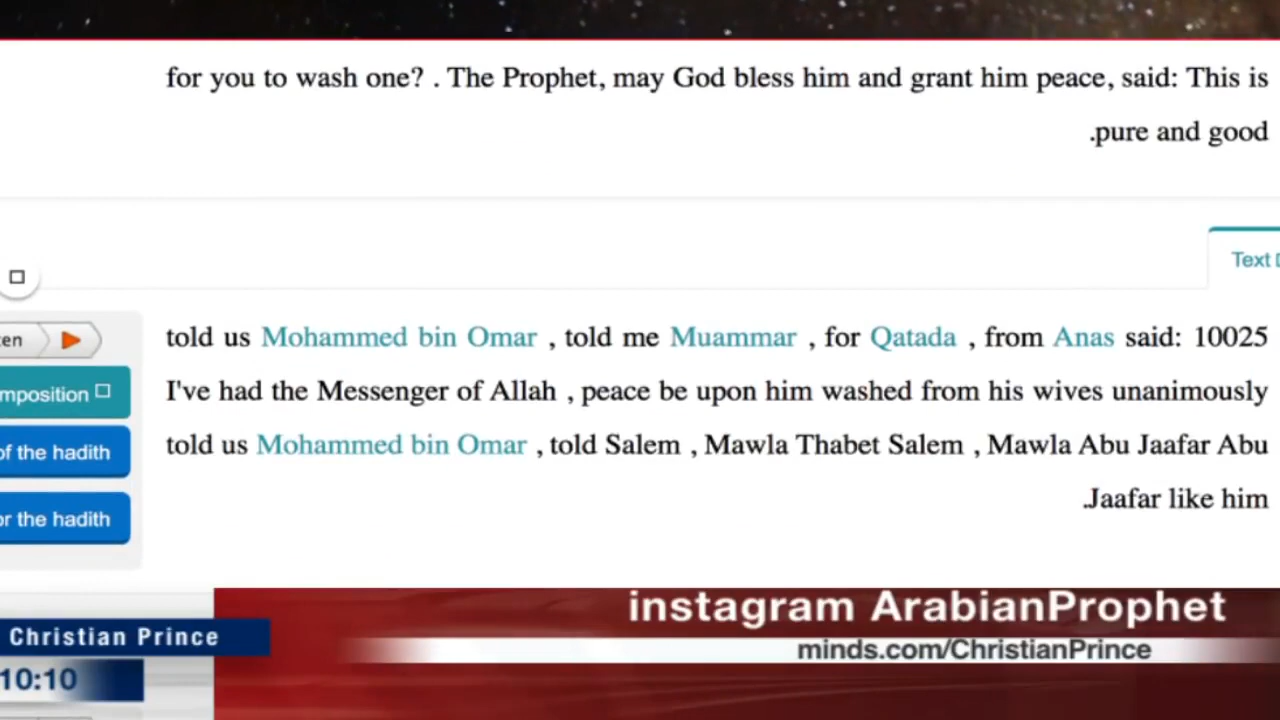 for you to wash one? . The Prophet, may God bless him and grant him peace, said: This is
.pure and good
Text
ten
told us Mohammed bin Omar , told me Muammar , for Qatada , from Anas said: 10025
mposition
I've had the Messenger of Allah , peace be upon him washed from his wives unanimously
of the hadith
told us Mohammed bin Omar , told Salem , Mawla Thabet Salem , Mawla Abu Jaafar Abu
.Jaafar like him
or the hadith
instagram ArabianProphet
Christian Prince
minds.com/ChristianPrince
10:10